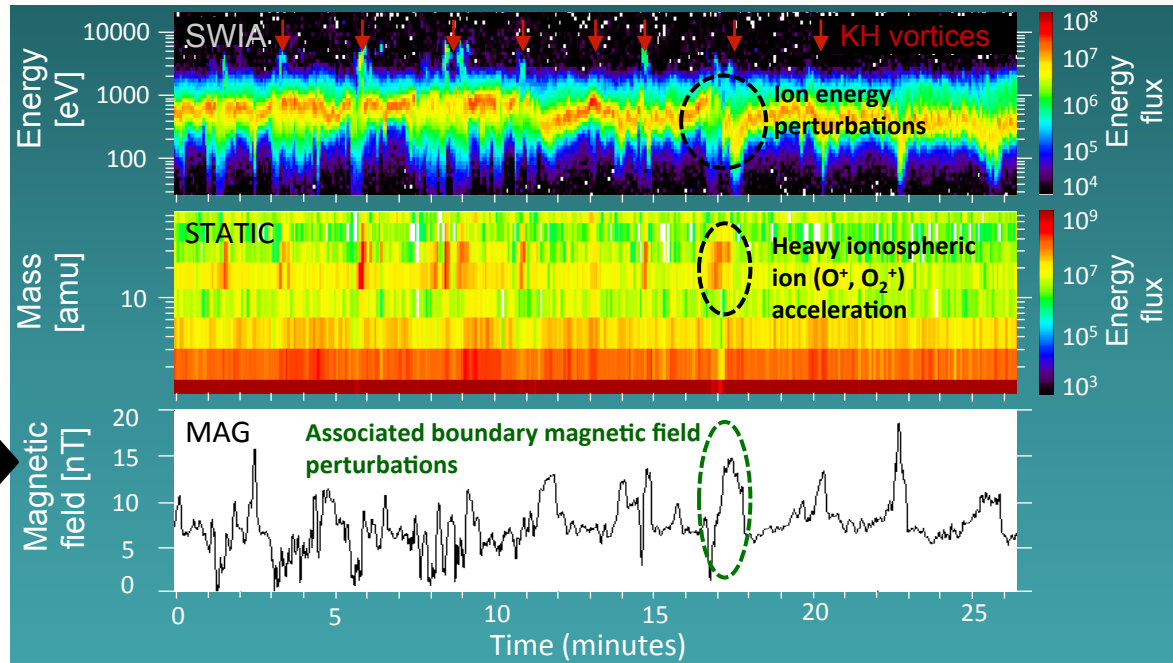 SWIA
KH vortices
Energy
[eV]
10000
1000
100
Ion energy
perturbations
10⁸
10⁷
10⁶
10⁵
10⁴
Energy
flux
STATIC
Mass
[amu]
10
Heavy ionospheric
ion (O⁺, O₂⁺)
acceleration
10⁹
10⁷
10⁵
10³
Energy
flux
MAG
Magnetic
field [nT]
20
15
10
5
0
Associated boundary magnetic field
perturbations
0 5 10 15 20 25
Time (minutes)